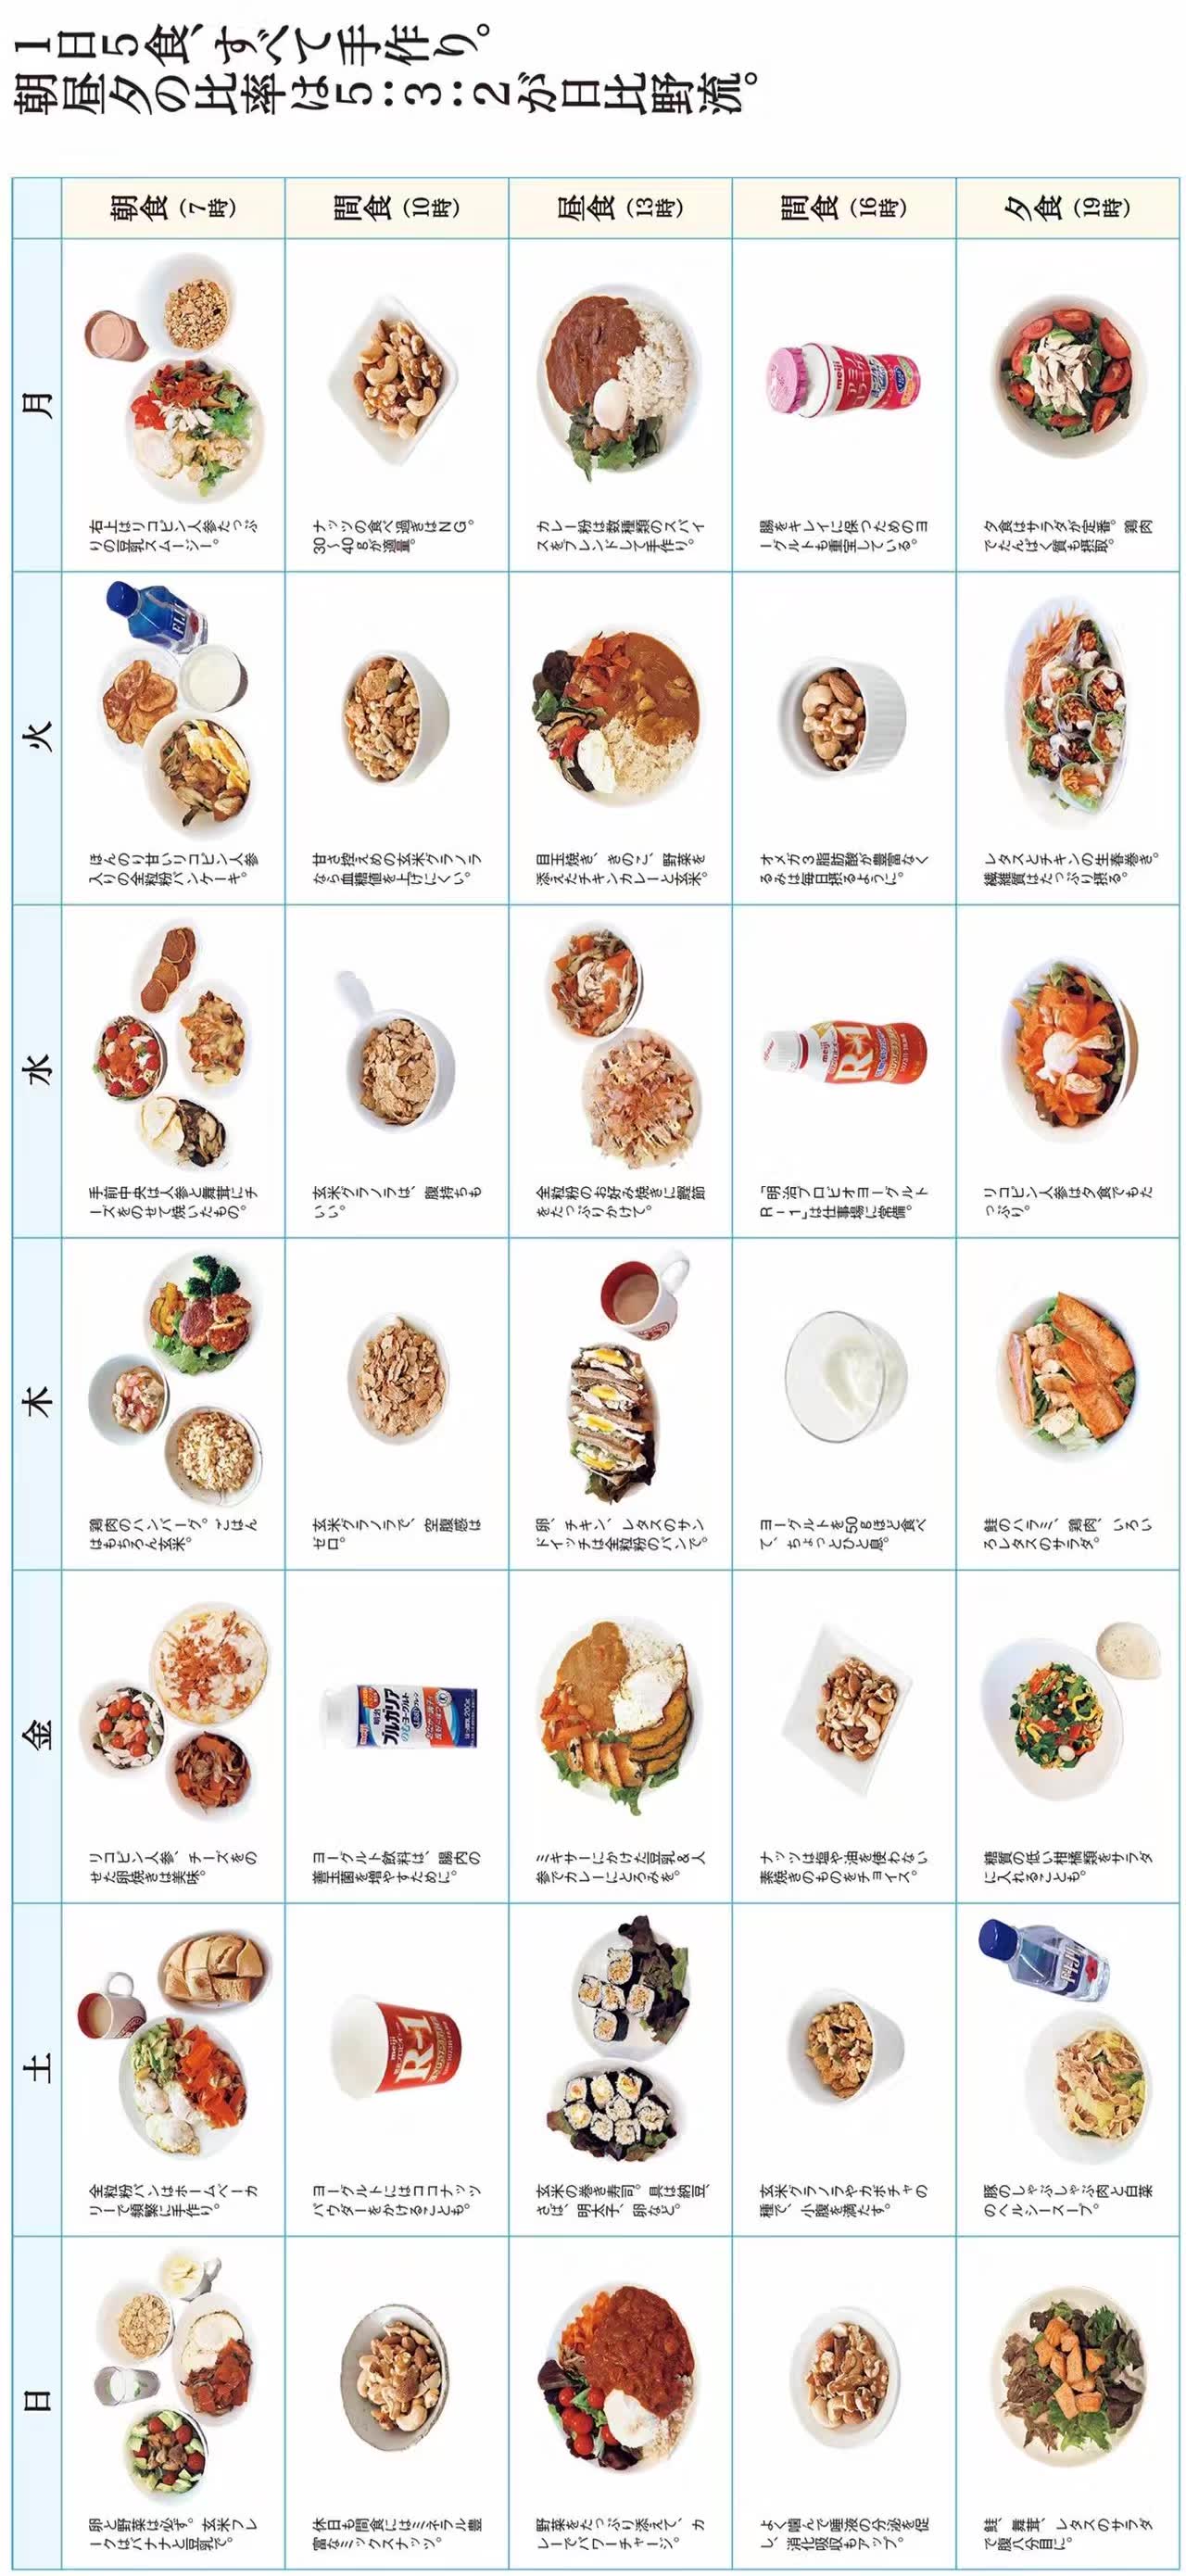 1日5食、すべて手作り。
朝昼夕の比率は5:3:2が日比野流。
月
火
水
木
金
土
日
朝食（7時）
右上はリコピン人参たっぷ
りの豆乳スムージー。
FIJI
ほんのり甘いリコピン人参
入りの全粒粉パンケーキ。
手前中央は人参と舞茸にチ
ーズをのせて焼いたもの。
鶏肉のハンバーグ。ごはん
はもちろん玄米。
リコピン人参、チーズをの
せた卵焼きは美味。
全粒粉パンはホームベーカ
リーで頻繁に手作り。
卵と野菜は必ず。玄米フレ
ークはバナナと豆乳で。
間食（10時）
ナッツの食べ過ぎはNG。
30〜40gが適量。
甘さ控えめの玄米グラノラ
なら血糖値を上げにくい。
玄米グラノラは、腹持ちも
いい。
玄米グラノラで、空腹感は
ゼロ。
明治
ブルガリア
のむヨーグルト
ヨーグルト飲料は、腸内の
善玉菌を増やすために。
meiji
R-1
ヨーグルトにはココナッツ
パウダーをかけることも。
休日も間食にはミネラル豊
富なミックスナッツ。
昼食（13時）
カレー粉は数種類のスパイ
スをブレンドして手作り。
目玉焼き、きのこ、野菜を
添えたチキンカレーと玄米。
全粒粉のお好み焼きに鰹節
をたっぷりかけて。
卵、チキン、レタスのサン
ドイッチは全粒粉のパンで。
ミキサーにかけた豆乳＆人
参でカレーにとろみを。
玄米の巻き寿司。具は納豆、
さば、明太子、卵など。
野菜をたっぷり添えて、カ
レーでパワーチャージ。
間食（16時）
meiji
腸をキレイに保つためのヨ
ーグルトも重宝している。
オメガ3脂肪酸が豊富なく
るみは毎日摂るように。
meiji
R-1
「明治プロビオヨーグルト
R-1」は仕事場に常備。
ヨーグルトを50gほど食べ
て、ちょっとひと息。
ナッツは塩や油を使わない
素焼きのものをチョイス。
玄米グラノラやカボチャの
種で、小腹を満たす。
よく噛んで唾液の分泌を促
し、消化吸収もアップ。
夕食（19時）
夕食はサラダが定番。鶏肉
でたんぱく質も摂取。
レタスとチキンの生春巻き。
繊維質はたっぷり摂る。
リコピン人参は夕食でもた
っぷり。
鮭のハラミ、鶏肉、いろい
ろレタスのサラダ。
糖質の低い柑橘類をサラダ
に入れることも。
FIJI
豚のしゃぶしゃぶ肉と白菜
のヘルシースープ。
鮭、舞茸、レタスのサラダ
で腹八分目に。